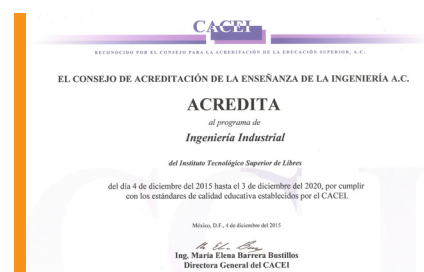 CACEI
RECONOCIDO POR EL CONSEJO PARA LA ACREDITACIÓN DE LA EDUCACIÓN SUPERIOR, A.C.
EL CONSEJO DE ACREDITACIÓN DE LA ENSEÑANZA DE LA INGENIERÍA A.C.
ACREDITA
al programa de
Ingeniería Industrial
del Instituto Tecnológico Superior de Libres
del día 4 de diciembre del 2015 hasta el 3 de diciembre del 2020, por cumplir
con los estándares de calidad educativa establecidos por el CACEI.
México, D.F., 4 de diciembre del 2015
Ing. María Elena Barrera Bustillos
Directora General del CACEI